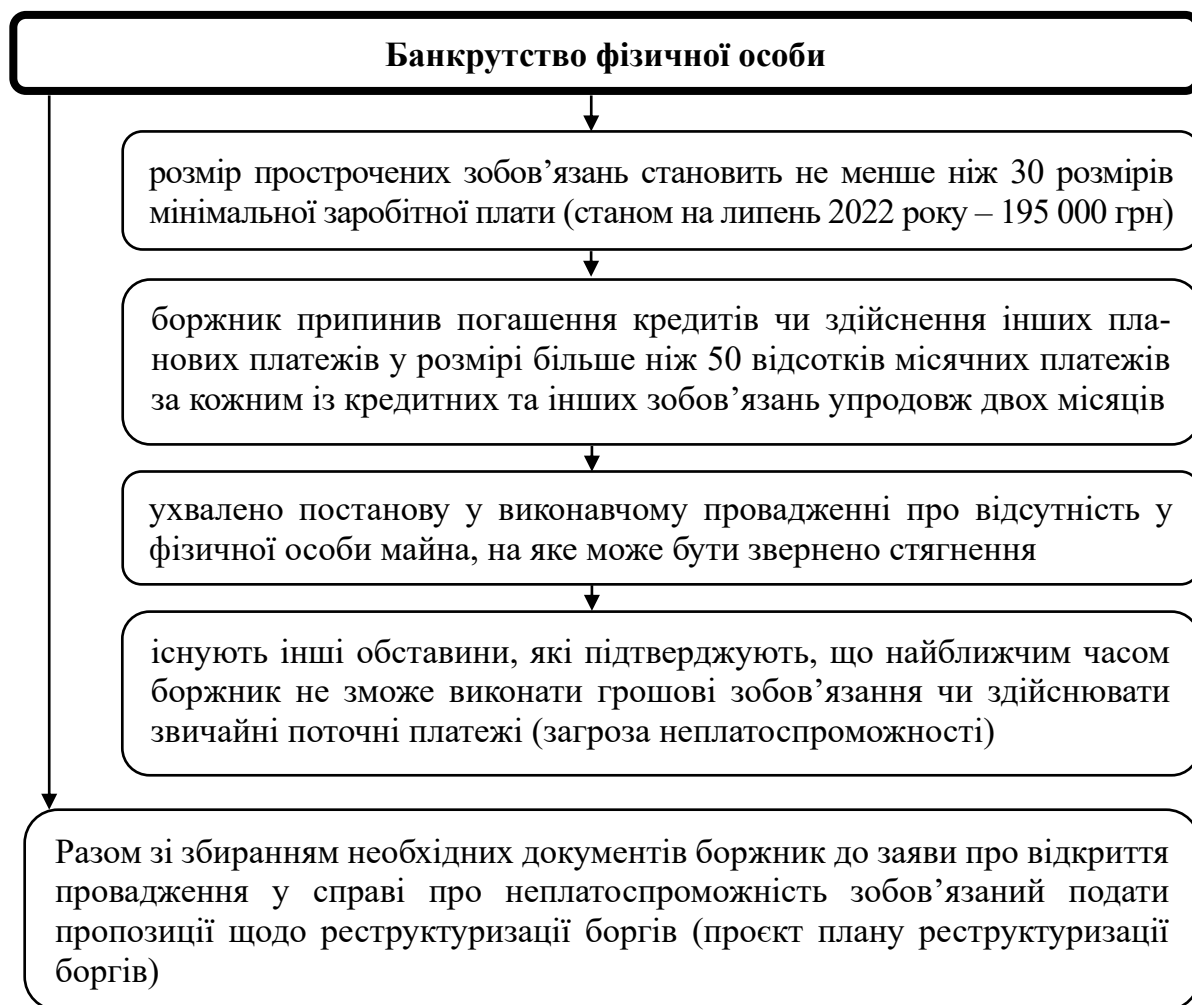 Банкрутство фізичної особи
розмір прострочених зобов’язань становить не менше ніж 30 розмірів
мінімальної заробітної плати (станом на липень 2022 року – 195 000 грн)
боржник припинив погашення кредитів чи здійснення інших пла-
нових платежів у розмірі більше ніж 50 відсотків місячних платежів
за кожним із кредитних та інших зобов’язань упродовж двох місяців
ухвалено постанову у виконавчому провадженні про відсутність у
фізичної особи майна, на яке може бути звернено стягнення
існують інші обставини, які підтверджують, що найближчим часом
боржник не зможе виконати грошові зобов’язання чи здійснювати
звичайні поточні платежі (загроза неплатоспроможності)
Разом зі збиранням необхідних документів боржник до заяви про відкриття
провадження у справі про неплатоспроможність зобов’язаний подати
пропозиції щодо реструктуризації боргів (проєкт плану реструктуризації
боргів)